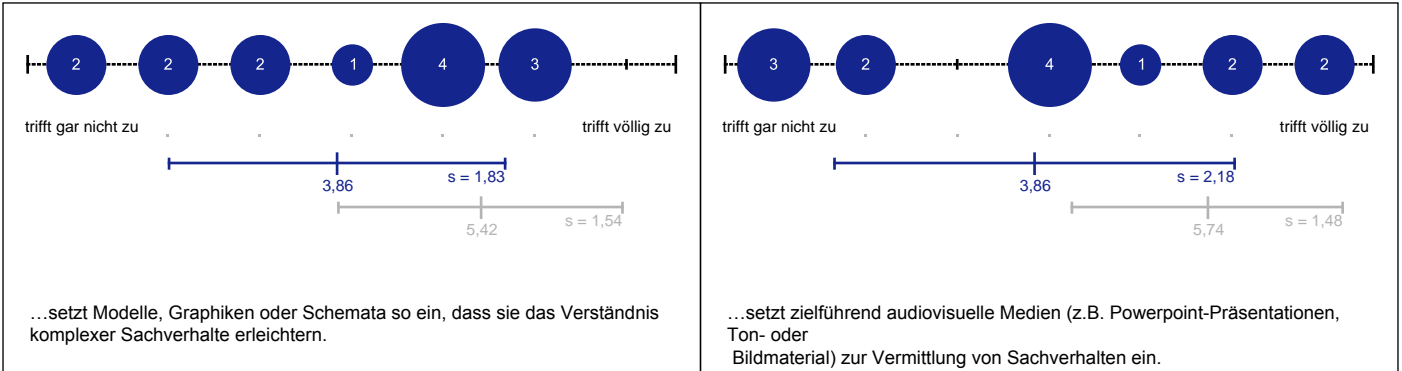 2 2 2 1 4 3
trifft gar nicht zu trifft völlig zu
3,86 s = 1,83
5,42 s = 1,54
…setzt Modelle, Graphiken oder Schemata so ein, dass sie das Verständnis
komplexer Sachverhalte erleichtern.
3 2 4 1 2 2
trifft gar nicht zu trifft völlig zu
3,86 s = 2,18
5,74 s = 1,48
…setzt zielführend audiovisuelle Medien (z.B. Powerpoint-Präsentationen,
Ton- oder
Bildmaterial) zur Vermittlung von Sachverhalten ein.